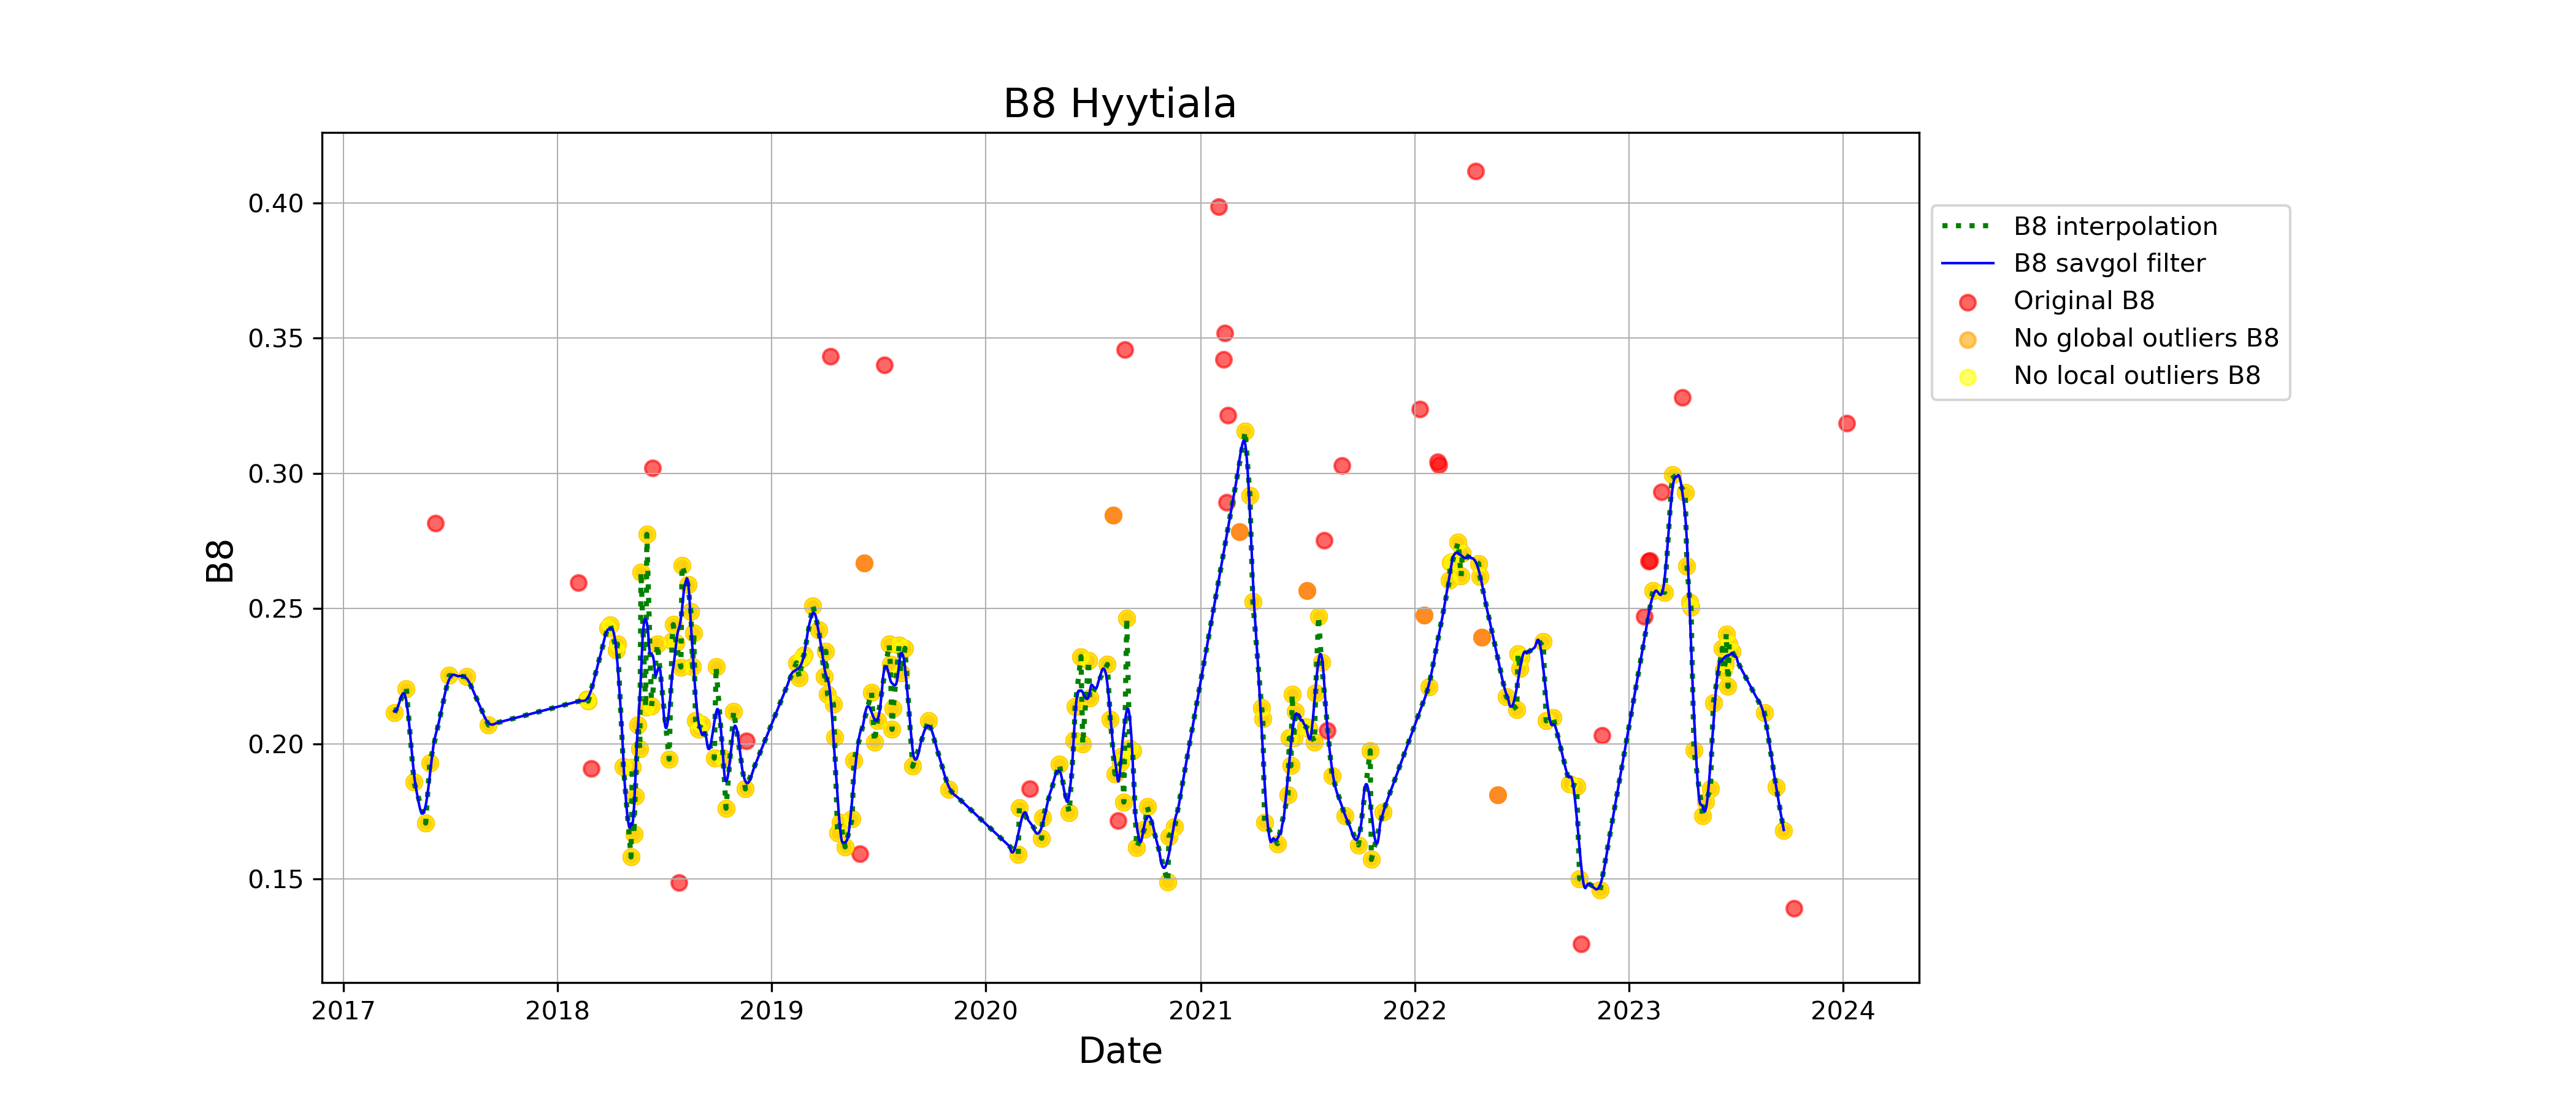 B8 Hyytiala
0.40
0.35
0.30
0.25
0.20
0.15
B8
2017 2018 2019 2020 2021 2022 2023 2024
Date
B8 interpolation
B8 savgol filter
Original B8
No global outliers B8
No local outliers B8